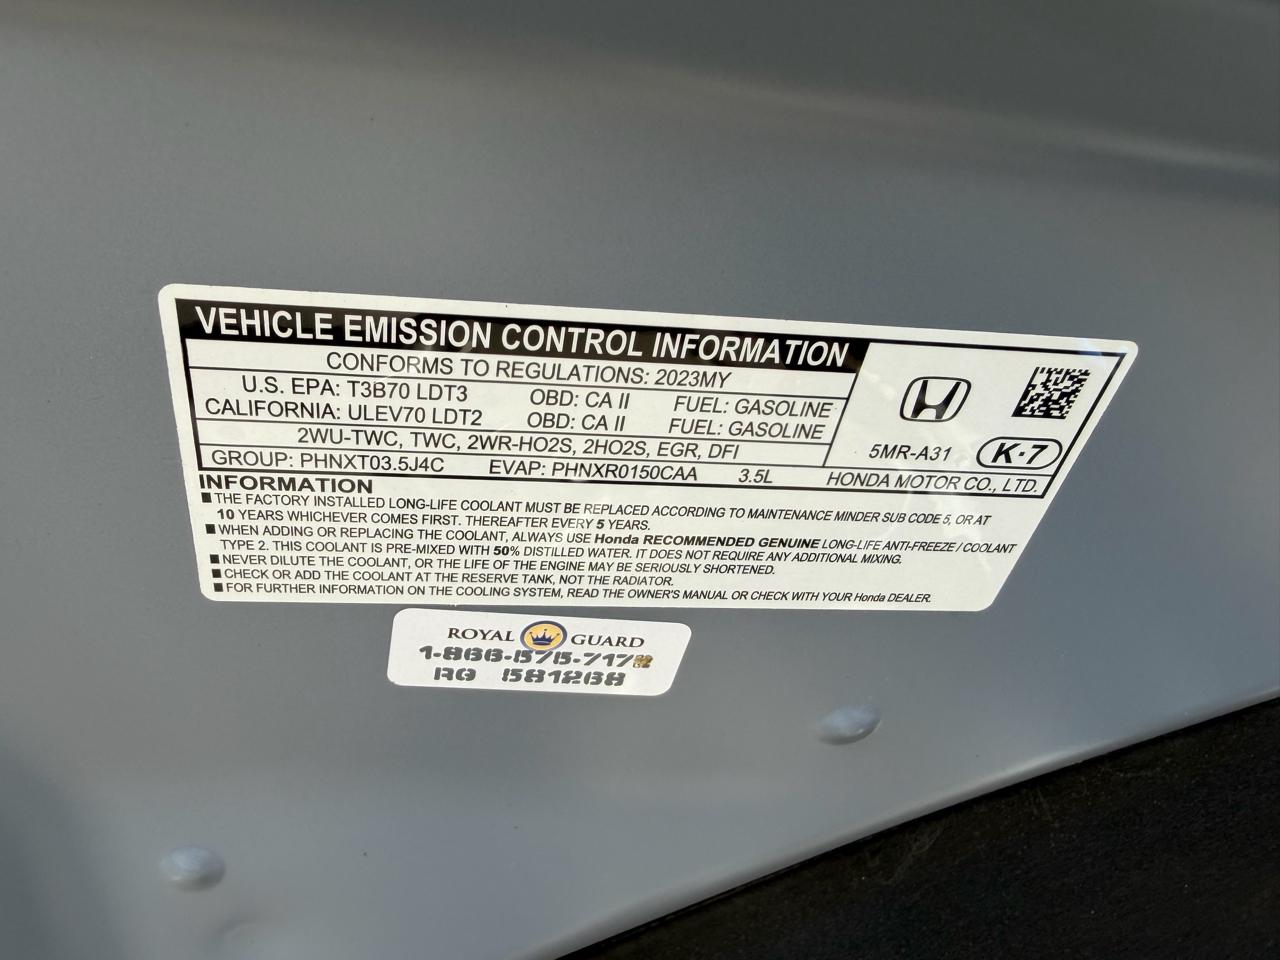 VEHICLE EMISSION CONTROL INFORMATION
CONFORMS TO REGULATIONS: 2023MY
U.S. EPA: T3B70 LDT3 OBD: CA II FUEL: GASOLINE
CALIFORNIA: ULEV70 LDT2 OBD: CA II FUEL: GASOLINE
2WU-TWC, TWC, 2WR-HO2S, 2HO2S, EGR, DFI
5MR-A31 K·7
GROUP: PHNXT03.5J4C EVAP: PHNXR0150CAA 3.5L HONDA MOTOR CO., LTD.
INFORMATION
■ THE FACTORY INSTALLED LONG-LIFE COOLANT MUST BE REPLACED ACCORDING TO MAINTENANCE MINDER SUB CODE 5, OR AT
10 YEARS WHICHEVER COMES FIRST. THEREAFTER EVERY 5 YEARS.
■ WHEN ADDING OR REPLACING THE COOLANT, ALWAYS USE Honda RECOMMENDED GENUINE LONG-LIFE ANTI-FREEZE / COOLANT
TYPE 2. THIS COOLANT IS PRE-MIXED WITH 50% DISTILLED WATER. IT DOES NOT REQUIRE ANY ADDITIONAL MIXING.
■ NEVER DILUTE THE COOLANT, OR THE LIFE OF THE ENGINE MAY BE SERIOUSLY SHORTENED.
■ CHECK OR ADD THE COOLANT AT THE RESERVE TANK, NOT THE RADIATOR.
■ FOR FURTHER INFORMATION ON THE COOLING SYSTEM, READ THE OWNER'S MANUAL OR CHECK WITH YOUR Honda DEALER.
ROYAL GUARD
RG 581268